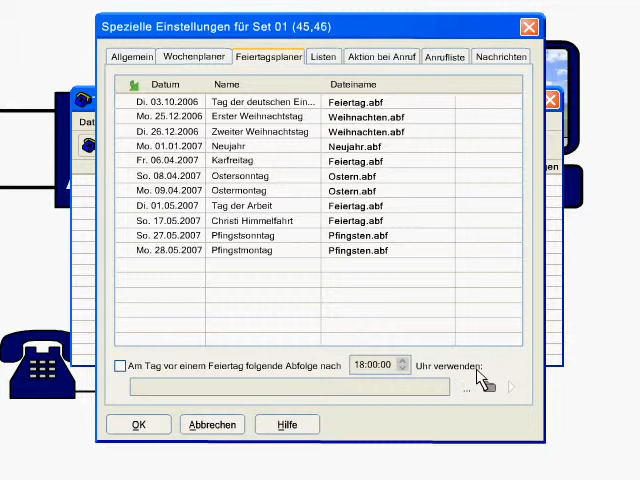 Spezielle Einstellungen für Set 01 (45,46)
Allgemein Wochenplaner Feiertagsplaner Listen Aktion bei Anruf Anrufliste Nachrichten
Datum Name Dateiname
Di. 03.10.2006 Tag der deutschen Ein... Feiertag.abf
Mo. 25.12.2006 Erster Weihnachtstag Weihnachten.abf
Di. 26.12.2006 Zweiter Weihnachtstag Weihnachten.abf
Mo. 01.01.2007 Neujahr Neujahr.abf
Fr. 06.04.2007 Karfreitag Feiertag.abf
So. 08.04.2007 Ostersonntag Ostern.abf
Mo. 09.04.2007 Ostermontag Ostern.abf
Di. 01.05.2007 Tag der Arbeit Feiertag.abf
So. 17.05.2007 Christi Himmelfahrt Feiertag.abf
So. 27.05.2007 Pfingstsonntag Pfingsten.abf
Mo. 28.05.2007 Pfingstmontag Pfingsten.abf
Am Tag vor einem Feiertag folgende Abfolge nach 18:00:00 Uhr verwenden:
...
OK Abbrechen Hilfe